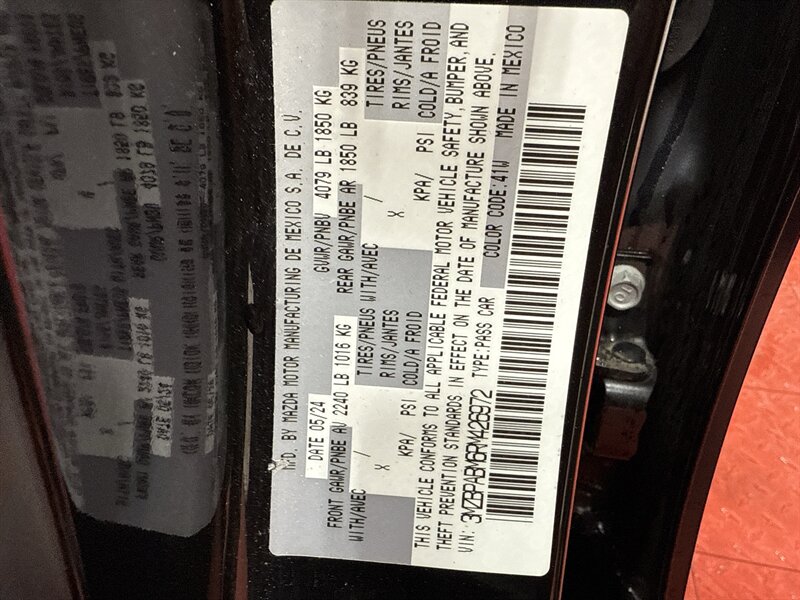 MFD. BY MAZDA MOTOR MANUFACTURING DE MEXICO S.A. DE C.V.
DATE 05/24 GVWR/PNBV 4079 LB 1850 KG
FRONT GAWR/PNBE AU 2240 LB 1016 KG REAR GAWR/PNBE AR 1850 LB 839 KG
WITH/AVEC TIRES/PNEUS WITH/AVEC TIRES/PNEUS
/ RIMS/JANTES / RIMS/JANTES
X COLD/A FROID X COLD/A FROID
KPA/ PSI KPA/ PSI
THIS VEHICLE CONFORMS TO ALL APPLICABLE FEDERAL MOTOR VEHICLE SAFETY, BUMPER, AND
THEFT PREVENTION STANDARDS IN EFFECT ON THE DATE OF MANUFACTURE SHOWN ABOVE.
VIN: 3MZBPABM6RM426972 TYPE:PASS CAR COLOR CODE:41W MADE IN MEXICO